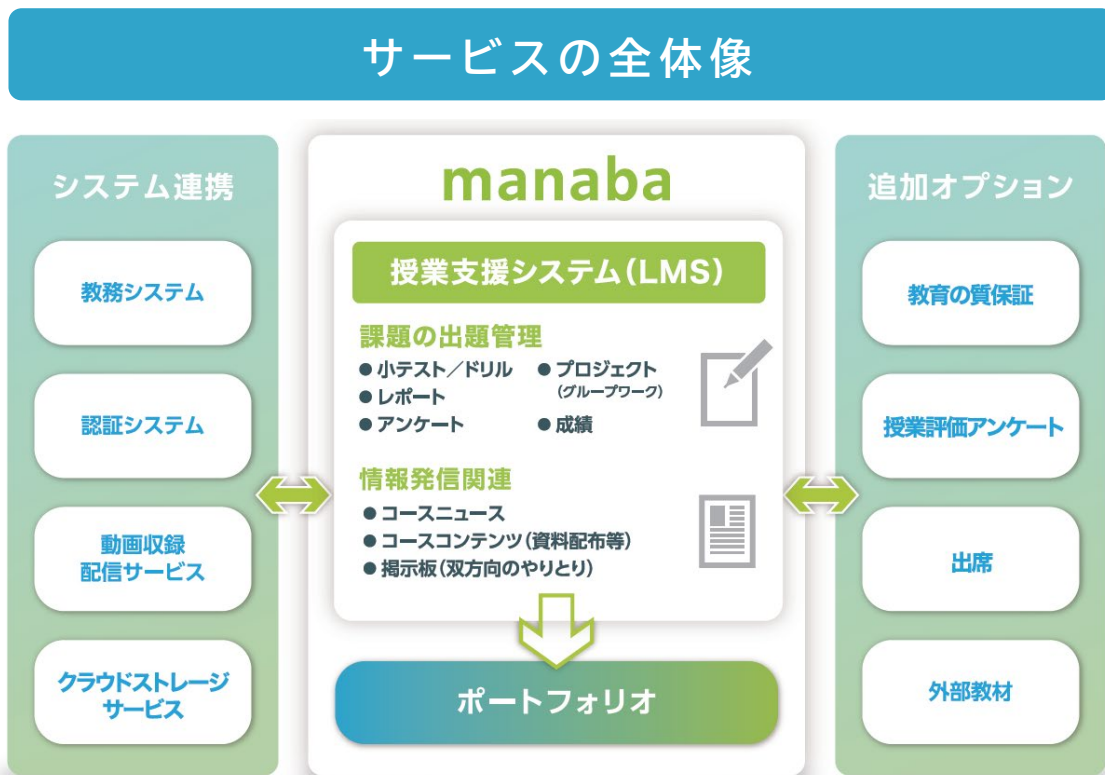 サービスの全体像
システム連携
教務システム
認証システム
動画収録
配信サービス
クラウドストレージ
サービス
manaba
授業支援システム(LMS)
課題の出題管理
●小テスト/ドリル ●プロジェクト
(グループワーク)
●レポート
●アンケート ●成績
情報発信関連
●コースニュース
●コースコンテンツ(資料配布等)
●掲示板(双方向のやりとり)
ポートフォリオ
追加オプション
教育の質保証
授業評価アンケート
出席
外部教材